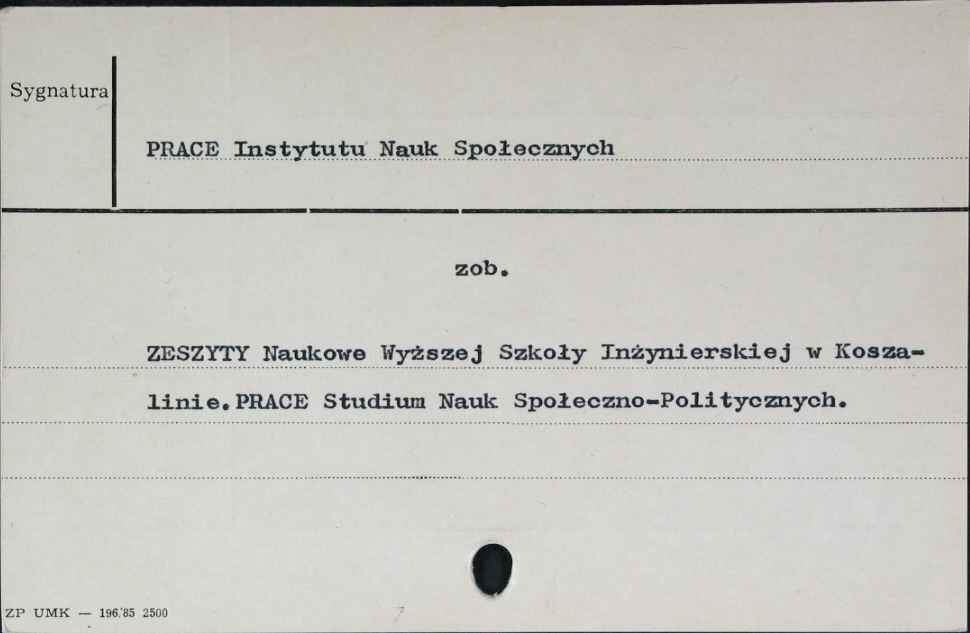 Sygnatura
PRACE Instytutu Nauk Społecznych
zob.
ZESZYTY Naukowe Wyższej Szkoły Inżynierskiej w Kosza-
linie.PRACE Studium Nauk Społeczno-Politycznych.
ZP UMK — 196.'85 2500